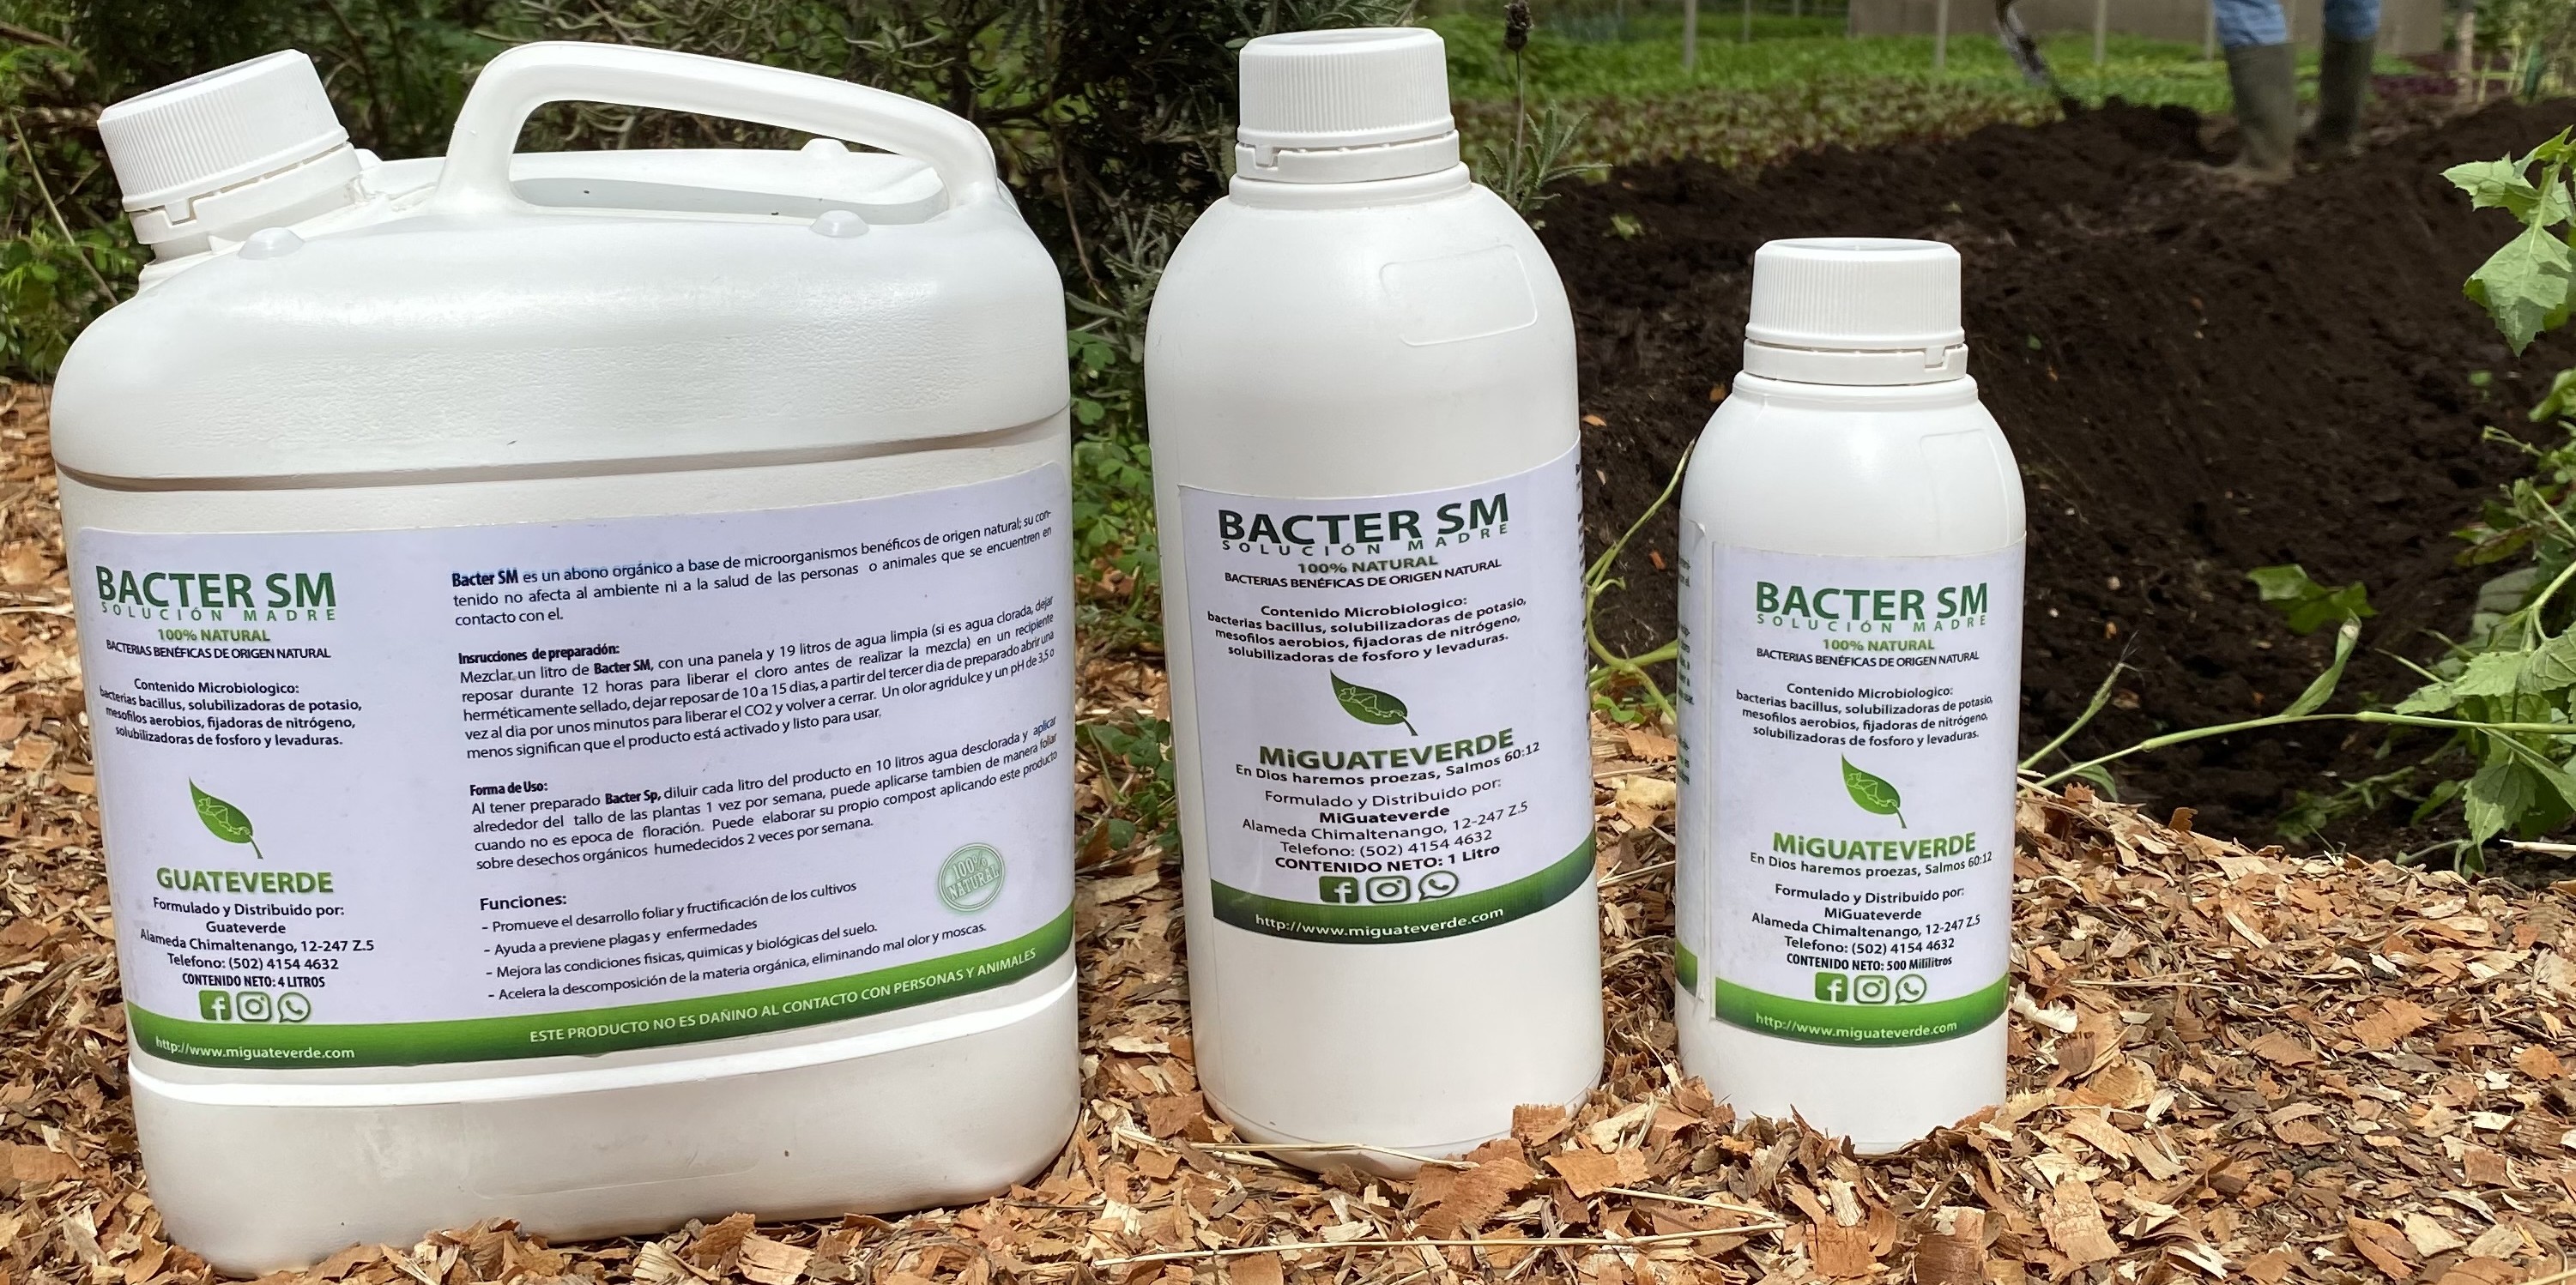 BACTER SM
SOLUCIÓN MADRE
100% NATURAL
BACTERIAS BENÉFICAS DE ORIGEN NATURAL
Contenido Microbiologico:
bacterias bacillus, solubilizadoras de potasio,
mesofilos aerobios, fijadoras de nitrógeno,
solubilizadoras de fosforo y levaduras.
GUATEVERDE
Formulado y Distribuido por:
Guateverde
Alameda Chimaltenango, 12-247 Z.5
Telefono: (502) 4154 4632
CONTENIDO NETO: 4 LITROS
http://www.miguateverde.com
Bacter SM es un abono orgánico a base de microorganismos benéficos de origen natural; su con-
tenido no afecta al ambiente ni a la salud de las personas o animales que se encuentren en
contacto con el.
Insrucciones de preparación:
Mezclar un litro de Bacter SM, con una panela y 19 litros de agua limpia (si es agua clorada, dejar
reposar durante 12 horas para liberar el cloro antes de realizar la mezcla) en un recipiente
herméticamente sellado, dejar reposar de 10 a 15 dias, a partir del tercer dia de preparado abrir una
vez al dia por unos minutos para liberar el CO2 y volver a cerrar. Un olor agridulce y un pH de 3,5 o
menos significan que el producto está activado y listo para usar.
Forma de Uso:
Al tener preparado Bacter Sp, diluir cada litro del producto en 10 litros agua desclorada y aplicar
alrededor del tallo de las plantas 1 vez por semana, puede aplicarse tambien de manera foliar
cuando no es epoca de floración. Puede elaborar su propio compost aplicando este producto
sobre desechos orgánicos humedecidos 2 veces por semana.
Funciones:
- Promueve el desarrollo foliar y fructificación de los cultivos
- Ayuda a previene plagas y enfermedades
- Mejora las condiciones fisicas, quimicas y biológicas del suelo.
- Acelera la descomposición de la materia orgánica, eliminando mal olor y moscas.
100%
NATURAL
ESTE PRODUCTO NO ES DAÑINO AL CONTACTO CON PERSONAS Y ANIMALES
BACTER SM
SOLUCIÓN MADRE
100% NATURAL
BACTERIAS BENÉFICAS DE ORIGEN NATURAL
Contenido Microbiologico:
bacterias bacillus, solubilizadoras de potasio,
mesofilos aerobios, fijadoras de nitrógeno,
solubilizadoras de fosforo y levaduras.
MiGUATEVERDE
En Dios haremos proezas, Salmos 60:12
Formulado y Distribuido por:
MiGuateverde
Alameda Chimaltenango, 12-247 Z.5
Telefono: (502) 4154 4632
CONTENIDO NETO: 1 Litro
http://www.miguateverde.com
BACTER SM
SOLUCIÓN MADRE
100% NATURAL
BACTERIAS BENÉFICAS DE ORIGEN NATURAL
Contenido Microbiologico:
bacterias bacillus, solubilizadoras de potasio,
mesofilos aerobios, fijadoras de nitrógeno,
solubilizadoras de fosforo y levaduras.
MiGUATEVERDE
En Dios haremos proezas, Salmos 60:12
Formulado y Distribuido por:
MiGuateverde
Alameda Chimaltenango, 12-247 Z.5
Telefono: (502) 4154 4632
CONTENIDO NETO: 500 Mililitros
http://www.miguateverde.com